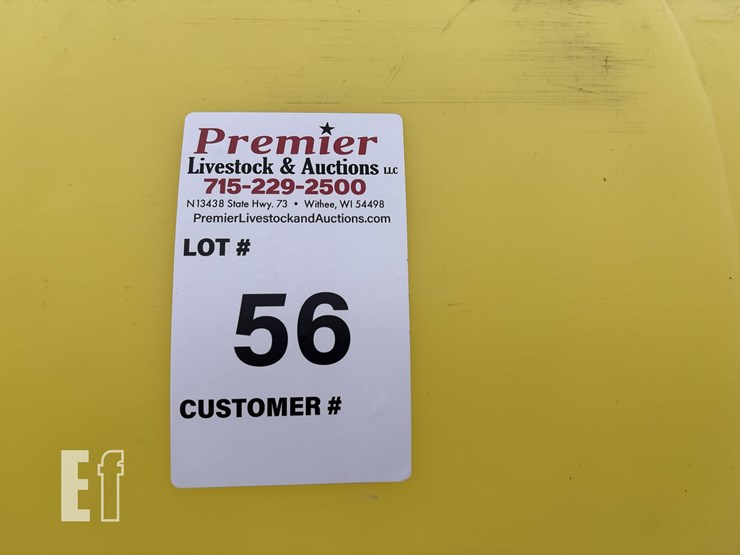 Premier
Livestock & Auctions LLC
715-229-2500
N13438 State Hwy. 73 • Withee, WI 54498
PremierLivestockandAuctions.com
LOT #
56
CUSTOMER #
Ef